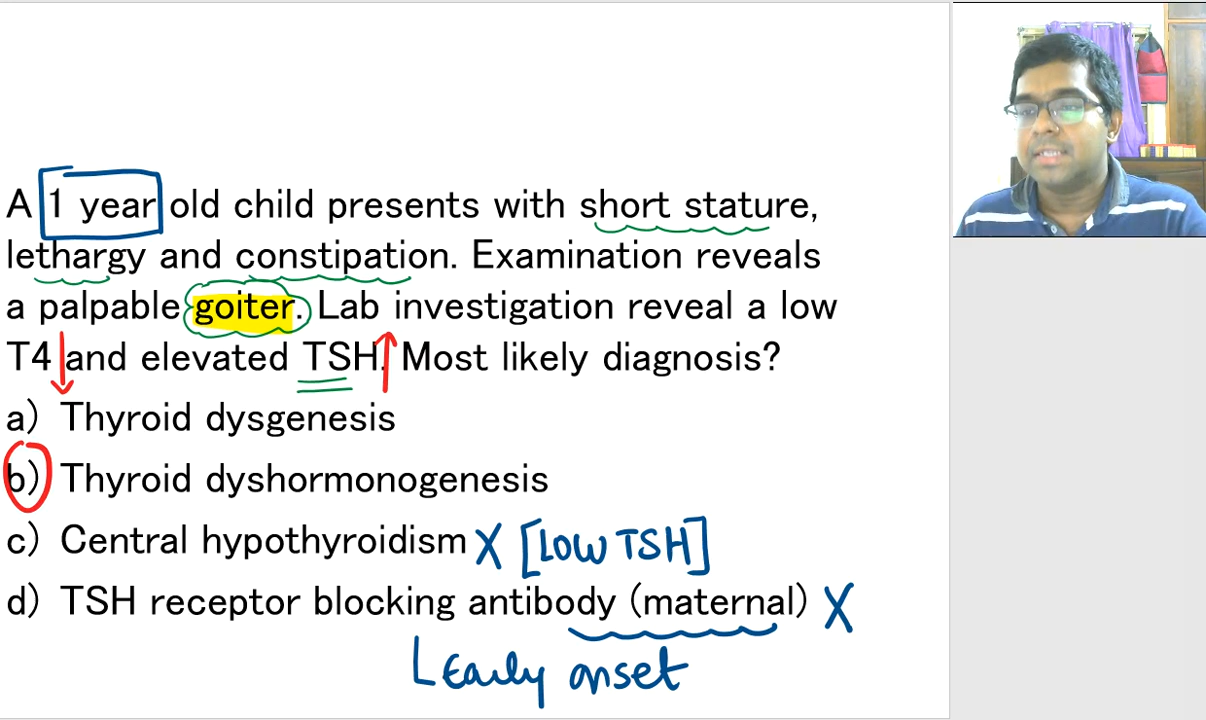 A 1 year old child presents with short stature,
lethargy and constipation. Examination reveals
a palpable goiter. Lab investigation reveal a low
T4 and elevated TSH. Most likely diagnosis?
a) Thyroid dysgenesis
b) Thyroid dyshormonogenesis
c) Central hypothyroidism X [LOW TSH]
d) TSH receptor blocking antibody (maternal) X
Early onset